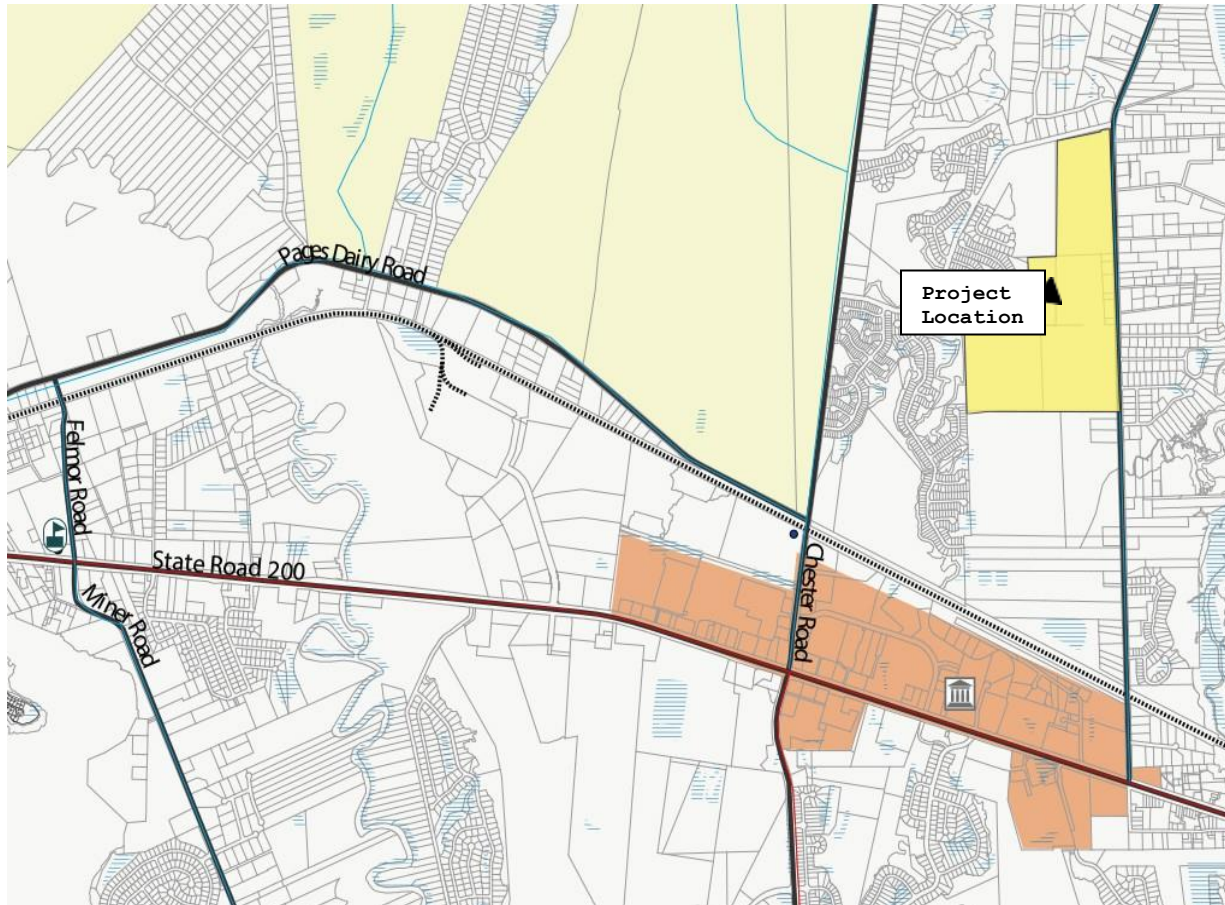 Pages Dairy Road
Project
Location
Felmor Road
State Road 200
Chester Road
Miner Road